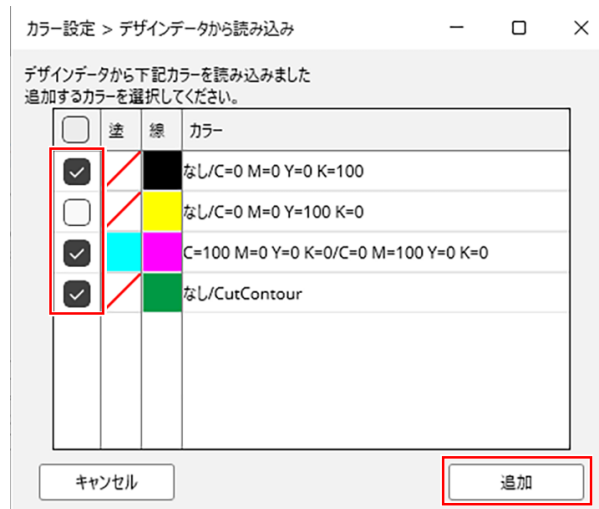 カラー設定 > デザインデータから読み込み
デザインデータから下記カラーを読み込みました
追加するカラーを選択してください。
塗 線 カラー
なし/C=0 M=0 Y=0 K=100
なし/C=0 M=0 Y=100 K=0
C=100 M=0 Y=0 K=0/C=0 M=100 Y=0 K=0
なし/CutContour
キャンセル 追加